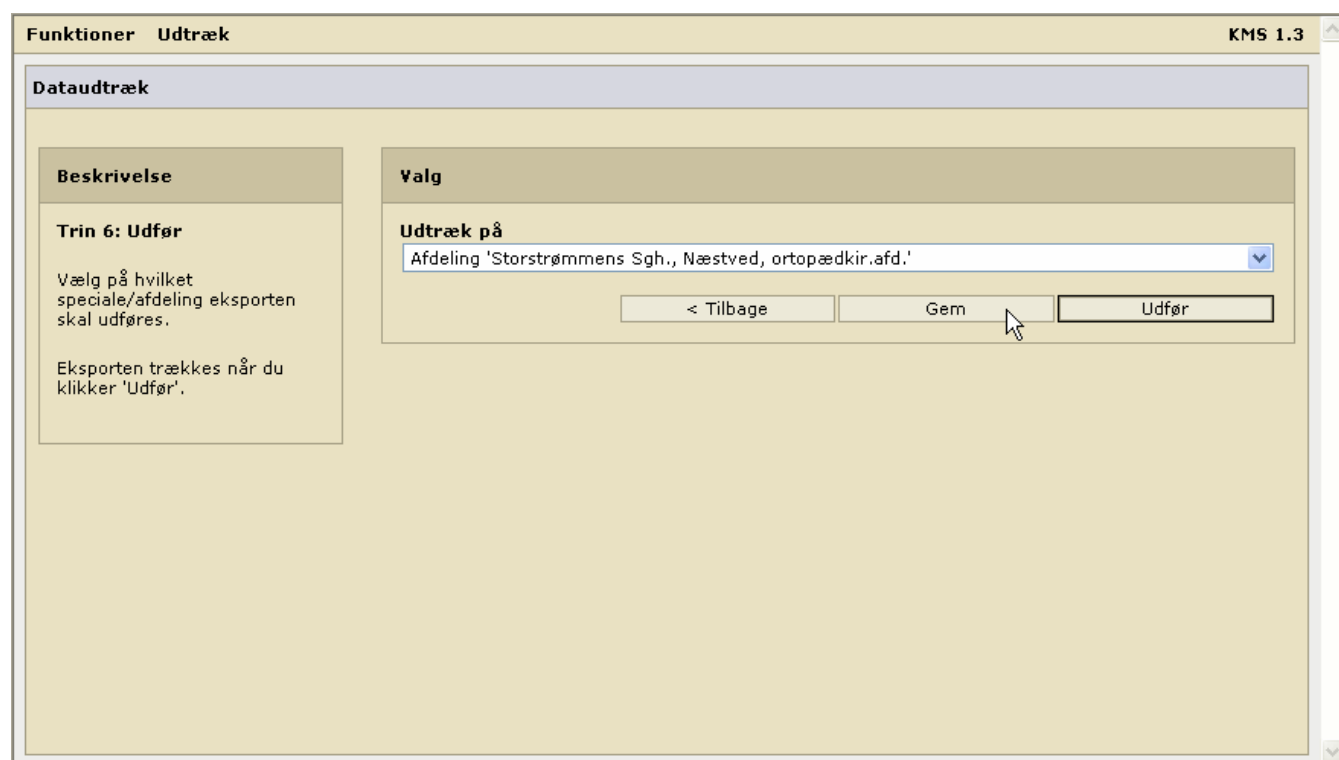 Funktioner Udtræk KMS 1.3
Dataudtræk
Beskrivelse
Trin 6: Udfør
Vælg på hvilket
speciale/afdeling eksporten
skal udføres.
Eksporten trækkes når du
klikker 'Udfør'.
Valg
Udtræk på
Afdeling 'Storstrømmens Sgh., Næstved, ortopædkir.afd.'
< Tilbage Gem Udfør